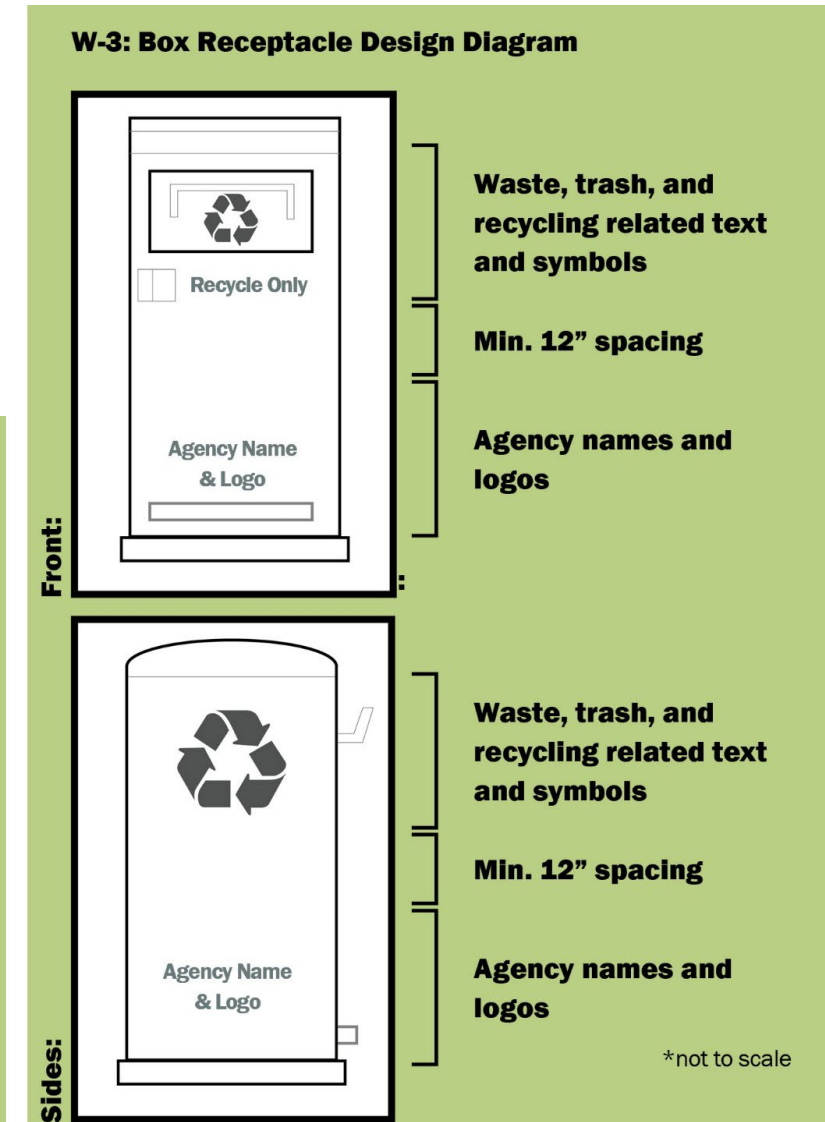 W-3: Box Receptacle Design Diagram
Front:
Recycle Only
Agency Name
& Logo
Waste, trash, and
recycling related text
and symbols
Min. 12” spacing
Agency names and
logos
:
Sides:
Agency Name
& Logo
Waste, trash, and
recycling related text
and symbols
Min. 12” spacing
Agency names and
logos
*not to scale